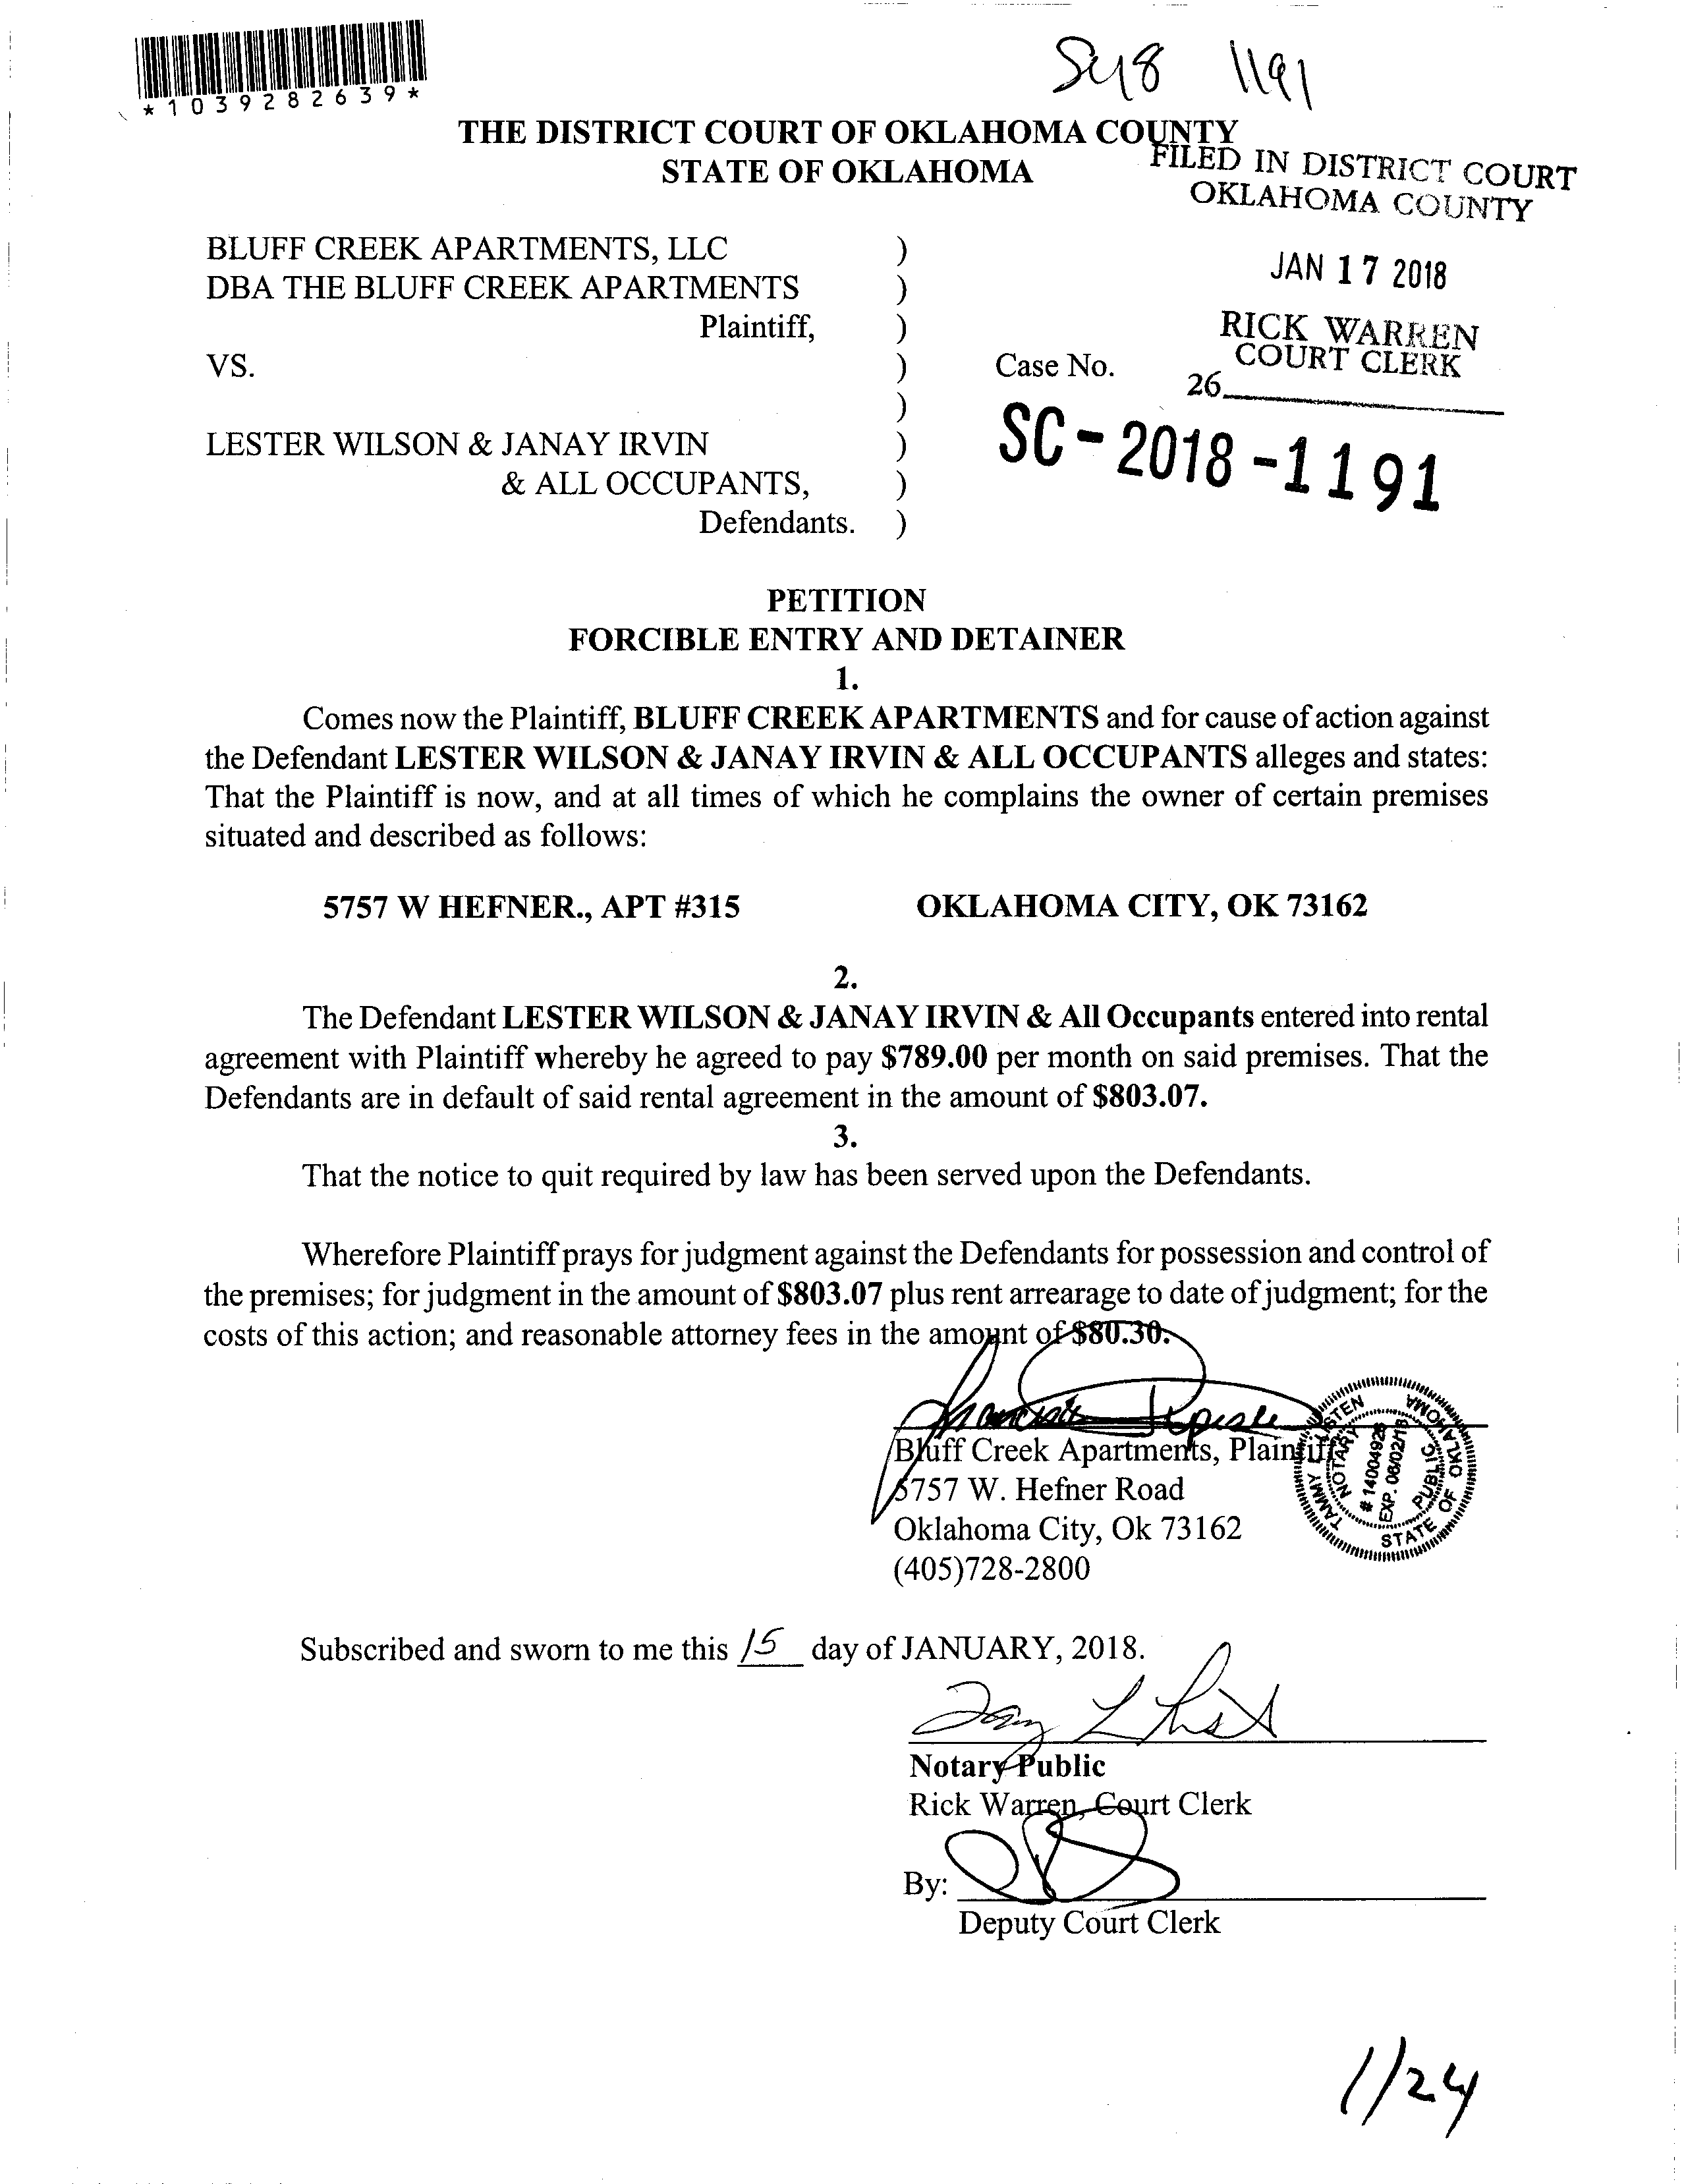 *1039282639*
1191
THE DISTRICT COURT OF OKLAHOMA COUNTY
STATE OF OKLAHOMA
FILED IN DISTRICT COURT
OKLAHOMA COUNTY
JAN 17 2018
RICK WARREN
COURT CLERK
26
BLUFF CREEK APARTMENTS, LLC )
DBA THE BLUFF CREEK APARTMENTS )
Plaintiff, )
VS. ) Case No.
)
LESTER WILSON & JANAY IRVIN ) SC-2018-1191
& ALL OCCUPANTS, )
Defendants. )
PETITION
FORCIBLE ENTRY AND DETAINER
1.
Comes now the Plaintiff, BLUFF CREEK APARTMENTS and for cause of action against
the Defendant LESTER WILSON & JANAY IRVIN & ALL OCCUPANTS alleges and states:
That the Plaintiff is now, and at all times of which he complains the owner of certain premises
situated and described as follows:
5757 W HEFNER., APT #315 OKLAHOMA CITY, OK 73162
2.
The Defendant LESTER WILSON & JANAY IRVIN & All Occupants entered into rental
agreement with Plaintiff whereby he agreed to pay $789.00 per month on said premises. That the
Defendants are in default of said rental agreement in the amount of $803.07.
3.
That the notice to quit required by law has been served upon the Defendants.
Wherefore Plaintiff prays for judgment against the Defendants for possession and control of
the premises; for judgment in the amount of $803.07 plus rent arrearage to date of judgment; for the
costs of this action; and reasonable attorney fees in the amount of $80.30.
Bluff Creek Apartments, Plaintiff
5757 W. Hefner Road
Oklahoma City, Ok 73162
(405)728-2800
TAMMY L
NOTARY PUBLIC
STATE OF OKLAHOMA
# 14004926
EXP. 06/02/18
Subscribed and sworn to me this 15 day of JANUARY, 2018.
Notary Public
Rick Warren, Court Clerk
By:
Deputy Court Clerk
1/24